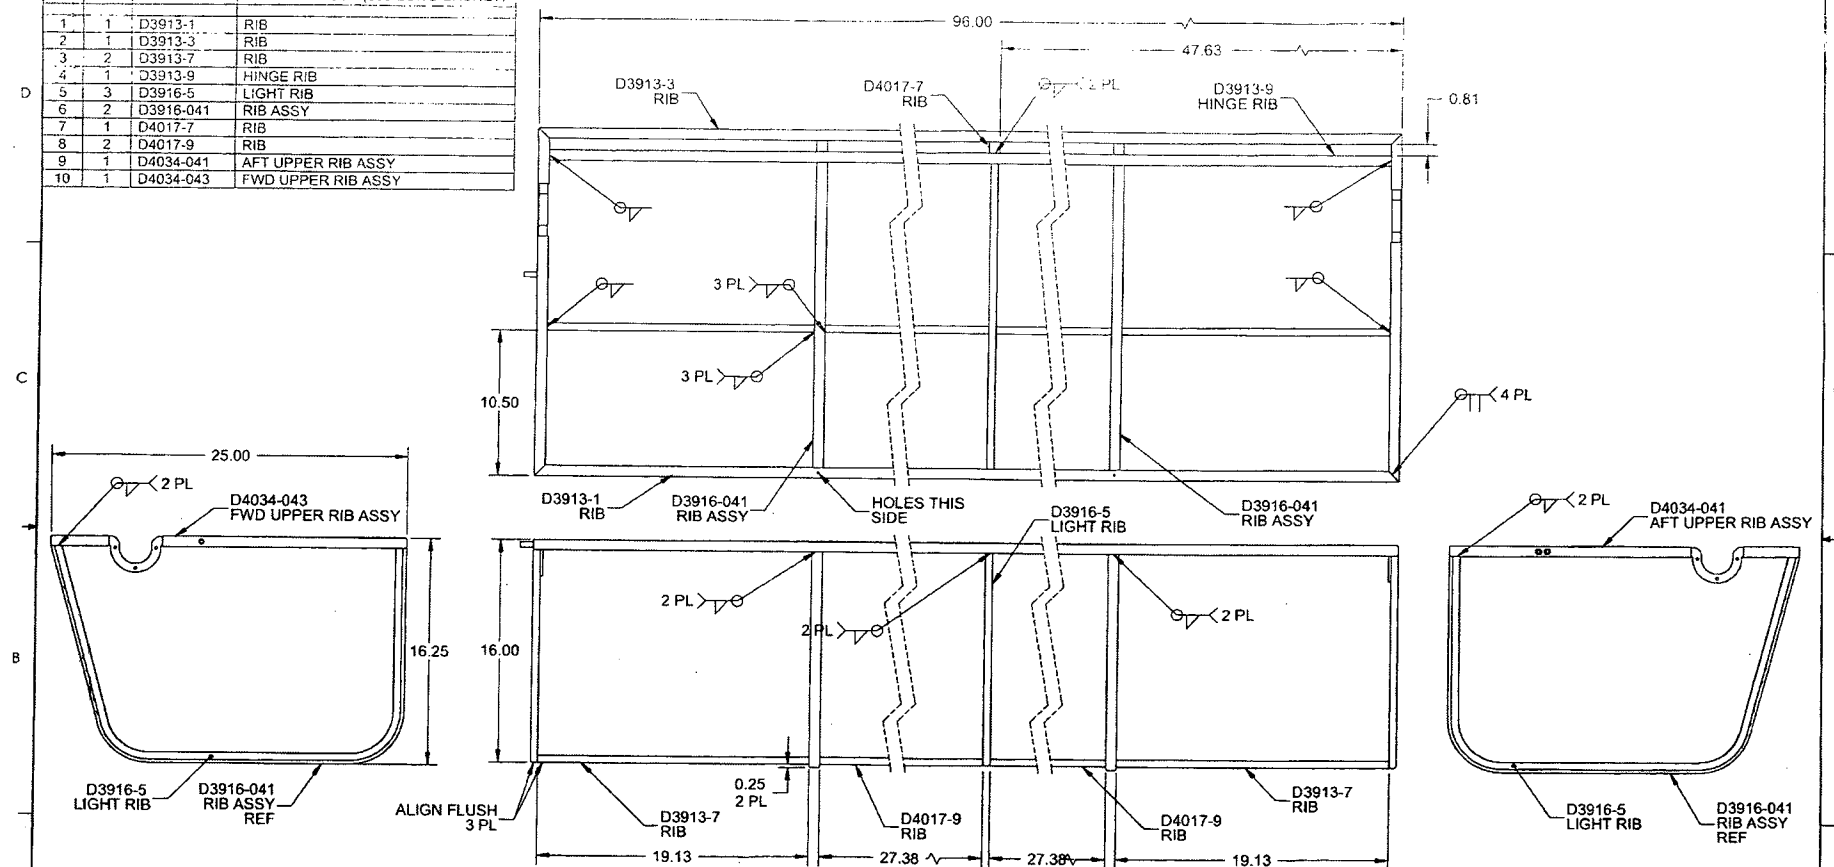 1 1 D3913-1 RIB
2 1 D3913-3 RIB
3 2 D3913-7 RIB
4 1 D3913-9 HINGE RIB
5 3 D3916-5 LIGHT RIB
6 2 D3916-041 RIB ASSY
7 1 D4017-7 RIB
8 2 D4017-9 RIB
9 1 D4034-041 AFT UPPER RIB ASSY
10 1 D4034-043 FWD UPPER RIB ASSY
D
C
B
96.00
47.63
D3913-3
RIB
D4017-7
RIB
2 PL
D3913-9
HINGE RIB
0.81
3 PL
3 PL
10.50
4 PL
D3913-1
RIB
D3916-041
RIB ASSY
HOLES THIS
SIDE
D3916-5
LIGHT RIB
D3916-041
RIB ASSY
25.00
2 PL
D4034-043
FWD UPPER RIB ASSY
16.25
D3916-5
LIGHT RIB
D3916-041
RIB ASSY
REF
16.00
2 PL
2 PL
2 PL
ALIGN FLUSH
3 PL
D3913-7
RIB
0.25
2 PL
D4017-9
RIB
D4017-9
RIB
D3913-7
RIB
19.13
27.38
27.38
19.13
2 PL
D4034-041
AFT UPPER RIB ASSY
D3916-5
LIGHT RIB
D3916-041
RIB ASSY
REF